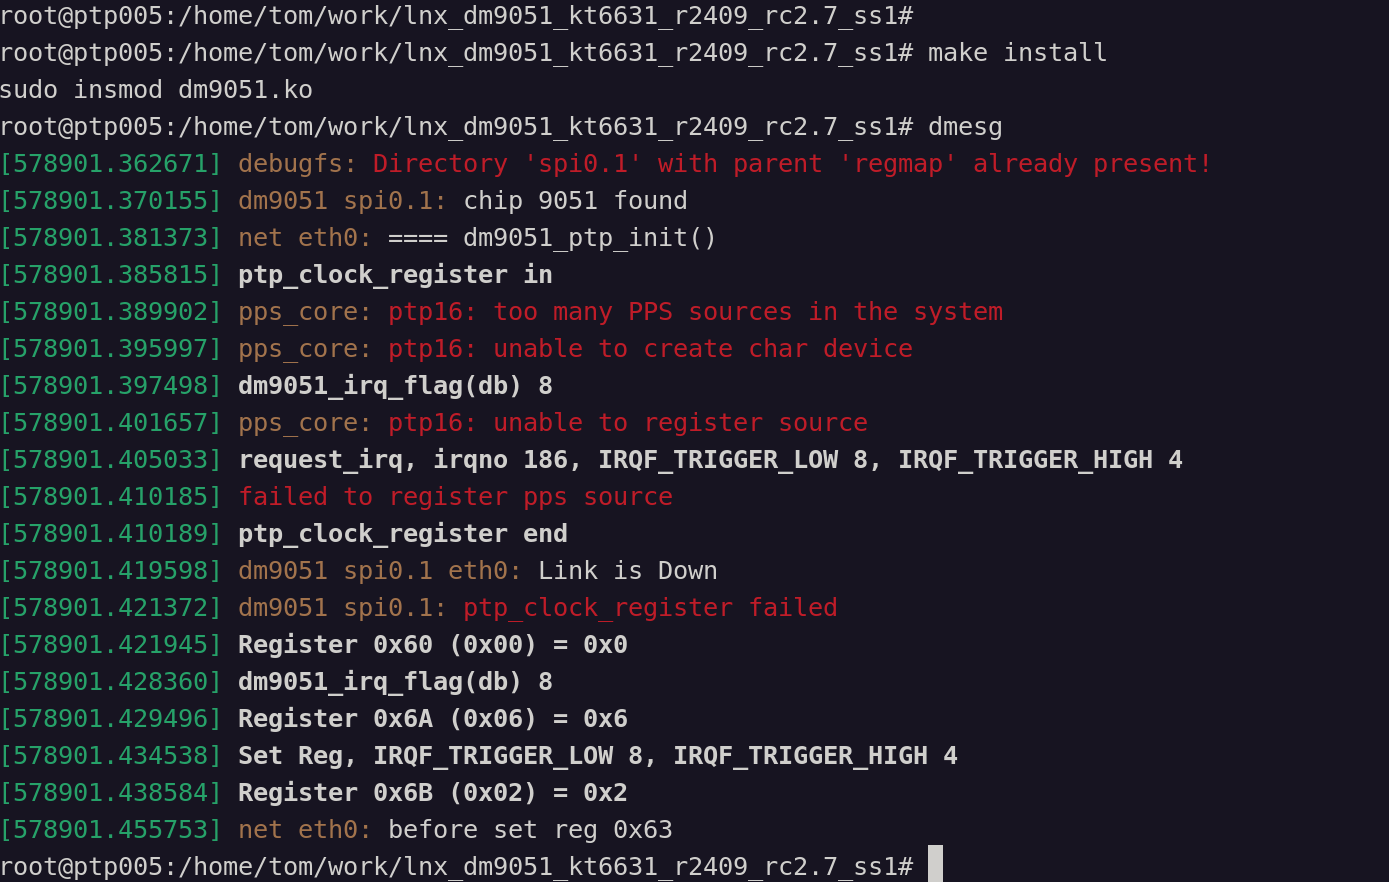 root@ptp005:/home/tom/work/lnx_dm9051_kt6631_r2409_rc2.7_ss1#
root@ptp005:/home/tom/work/lnx_dm9051_kt6631_r2409_rc2.7_ss1# make install
sudo insmod dm9051.ko
root@ptp005:/home/tom/work/lnx_dm9051_kt6631_r2409_rc2.7_ss1# dmesg
[578901.362671] debugfs: Directory 'spi0.1' with parent 'regmap' already present!
[578901.370155] dm9051 spi0.1: chip 9051 found
[578901.381373] net eth0: ==== dm9051_ptp_init()
[578901.385815] ptp_clock_register in
[578901.389902] pps_core: ptp16: too many PPS sources in the system
[578901.395997] pps_core: ptp16: unable to create char device
[578901.397498] dm9051_irq_flag(db) 8
[578901.401657] pps_core: ptp16: unable to register source
[578901.405033] request_irq, irqno 186, IRQF_TRIGGER_LOW 8, IRQF_TRIGGER_HIGH 4
[578901.410185] failed to register pps source
[578901.410189] ptp_clock_register end
[578901.419598] dm9051 spi0.1 eth0: Link is Down
[578901.421372] dm9051 spi0.1: ptp_clock_register failed
[578901.421945] Register 0x60 (0x00) = 0x0
[578901.428360] dm9051_irq_flag(db) 8
[578901.429496] Register 0x6A (0x06) = 0x6
[578901.434538] Set Reg, IRQF_TRIGGER_LOW 8, IRQF_TRIGGER_HIGH 4
[578901.438584] Register 0x6B (0x02) = 0x2
[578901.455753] net eth0: before set reg 0x63
root@ptp005:/home/tom/work/lnx_dm9051_kt6631_r2409_rc2.7_ss1#